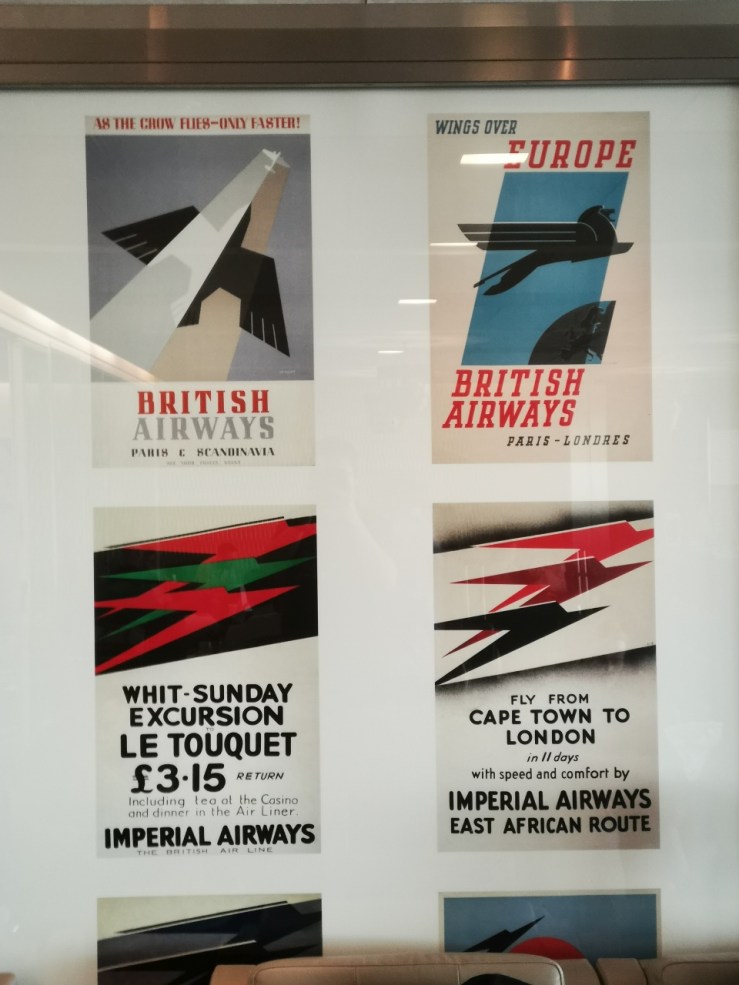 AS THE CROW FLIES–ONLY FASTER!
BRITISH
AIRWAYS
PARIS & SCANDINAVIA
WINGS OVER
EUROPE
BRITISH
AIRWAYS
PARIS – LONDRES
WHIT-SUNDAY
EXCURSION
TO
LE TOUQUET
£3·15 RETURN
Including tea at the Casino
and dinner in the Air Liner.
IMPERIAL AIRWAYS
THE BRITISH AIR LINE
FLY FROM
CAPE TOWN TO
LONDON
in 11 days
with speed and comfort by
IMPERIAL AIRWAYS
EAST AFRICAN ROUTE